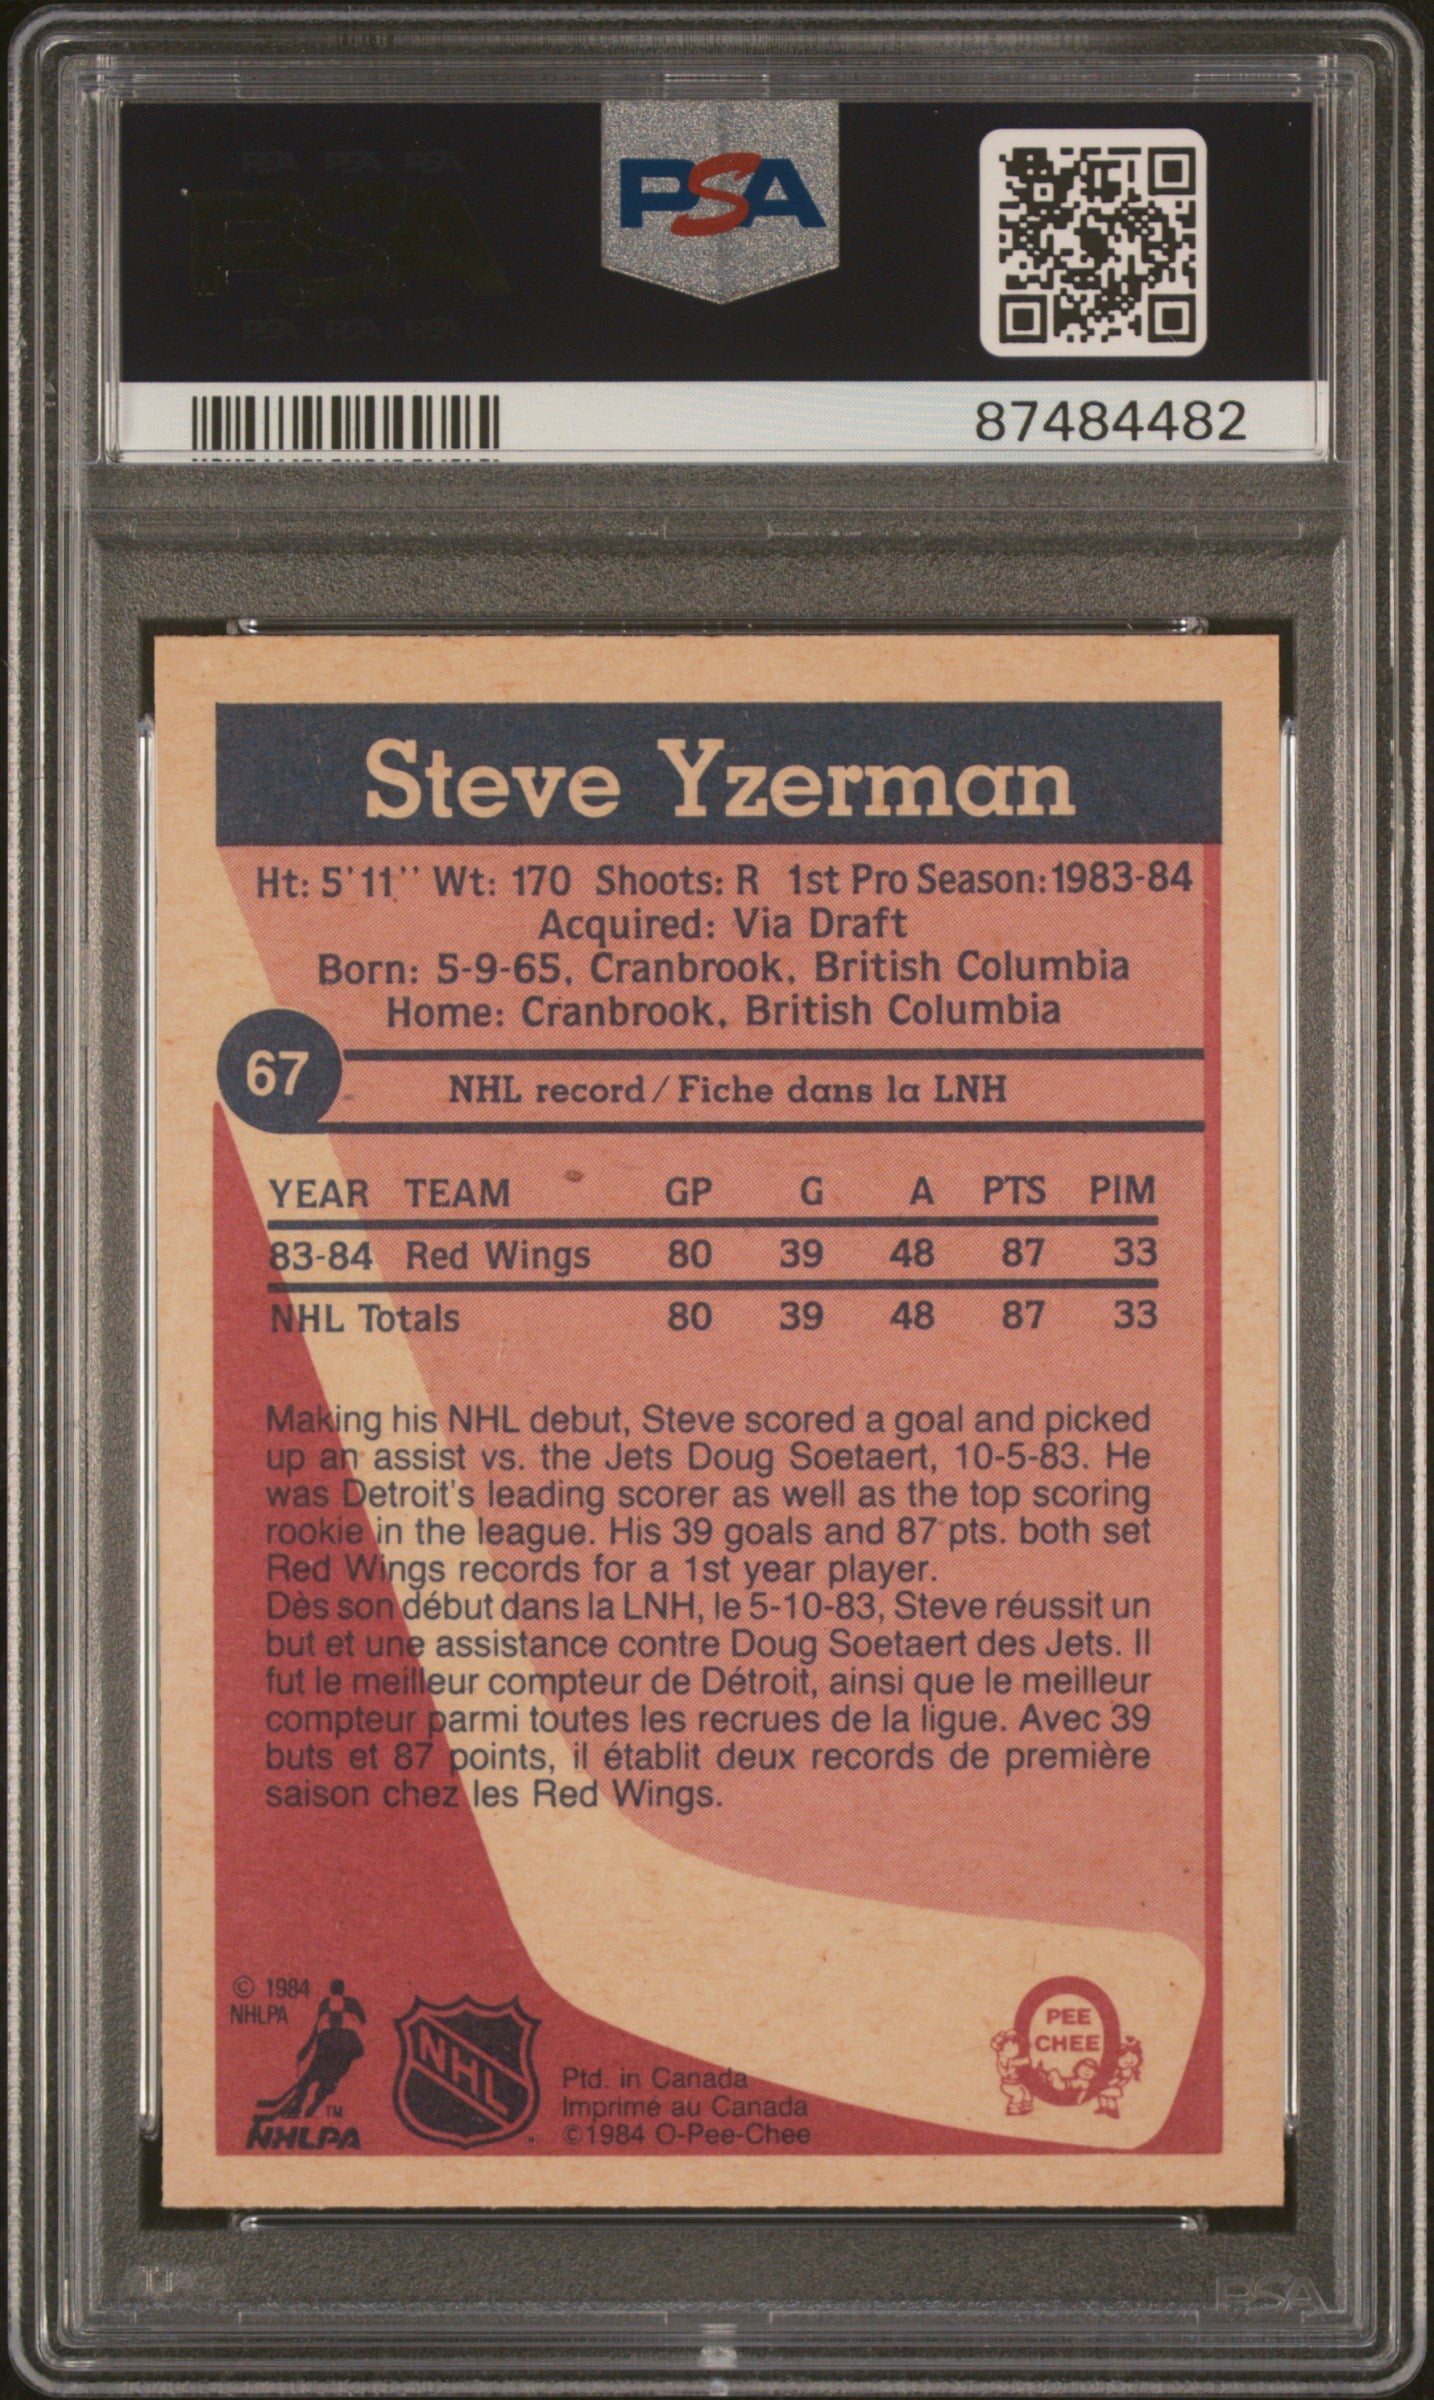 PSA PSA PSA
PSA
PSA PSA PSA
PSA
87484482
Steve Yzerman
Ht: 5'11'' Wt: 170 Shoots: R 1st Pro Season: 1983-84
Acquired: Via Draft
Born: 5-9-65, Cranbrook, British Columbia
Home: Cranbrook, British Columbia
67
NHL record / Fiche dans la LNH
YEAR TEAM GP G A PTS PIM
83-84 Red Wings 80 39 48 87 33
NHL Totals 80 39 48 87 33
Making his NHL debut, Steve scored a goal and picked
up an assist vs. the Jets Doug Soetaert, 10-5-83. He
was Detroit's leading scorer as well as the top scoring
rookie in the league. His 39 goals and 87 pts. both set
Red Wings records for a 1st year player.
Dès son début dans la LNH, le 5-10-83, Steve réussit un
but et une assistance contre Doug Soetaert des Jets. Il
fut le meilleur compteur de Détroit, ainsi que le meilleur
compteur parmi toutes les recrues de la ligue. Avec 39
buts et 87 points, il établit deux records de première
saison chez les Red Wings.
© 1984
NHLPA
TM
NHLPA
NHL
Ptd. in Canada
Imprimé au Canada
©1984 O-Pee-Chee
O
PEE
CHEE
PSA